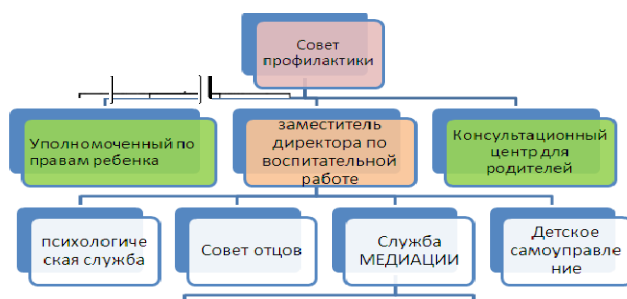 Совет
профилактики
Уполномоченный по
правам ребенка
заместитель
директора по
воспитательной
работе
Консультационный
центр для
родителей
психологиче
ская служба
Совет отцов
Служба
МЕДИАЦИИ
Детское
самоуправле
ние